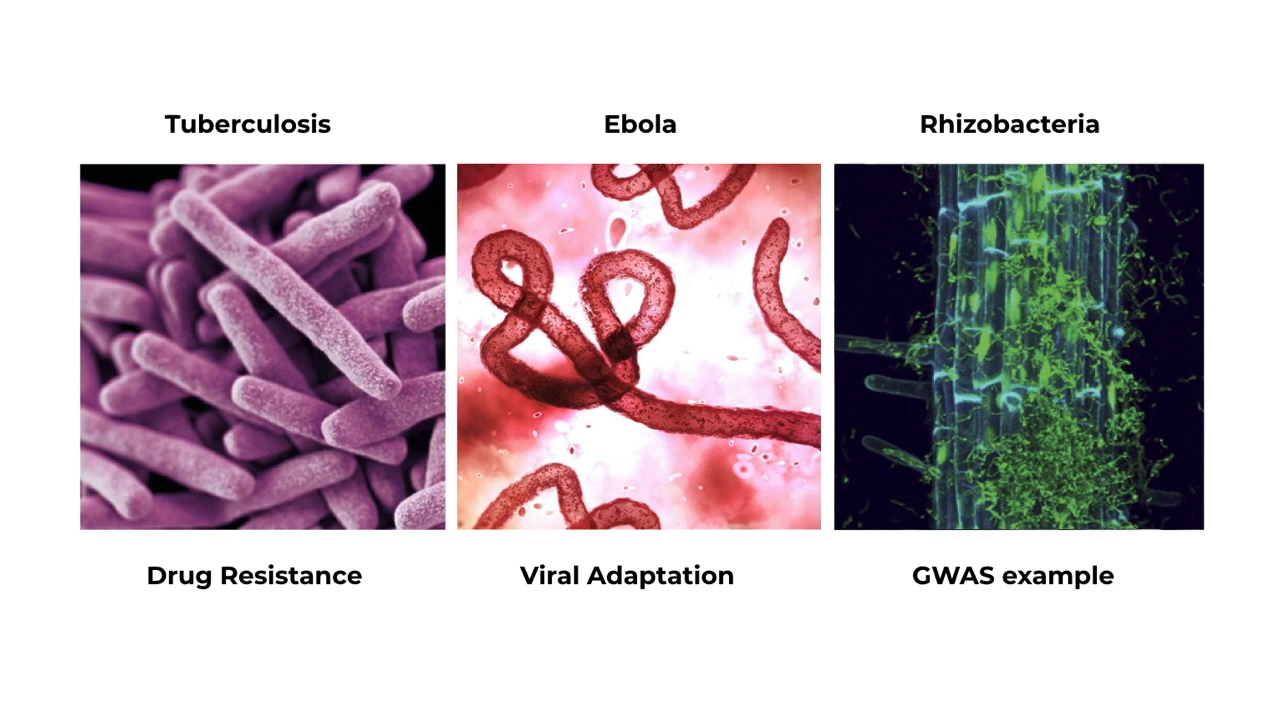 Tuberculosis
Ebola
Rhizobacteria
Drug Resistance
Viral Adaptation
GWAS example